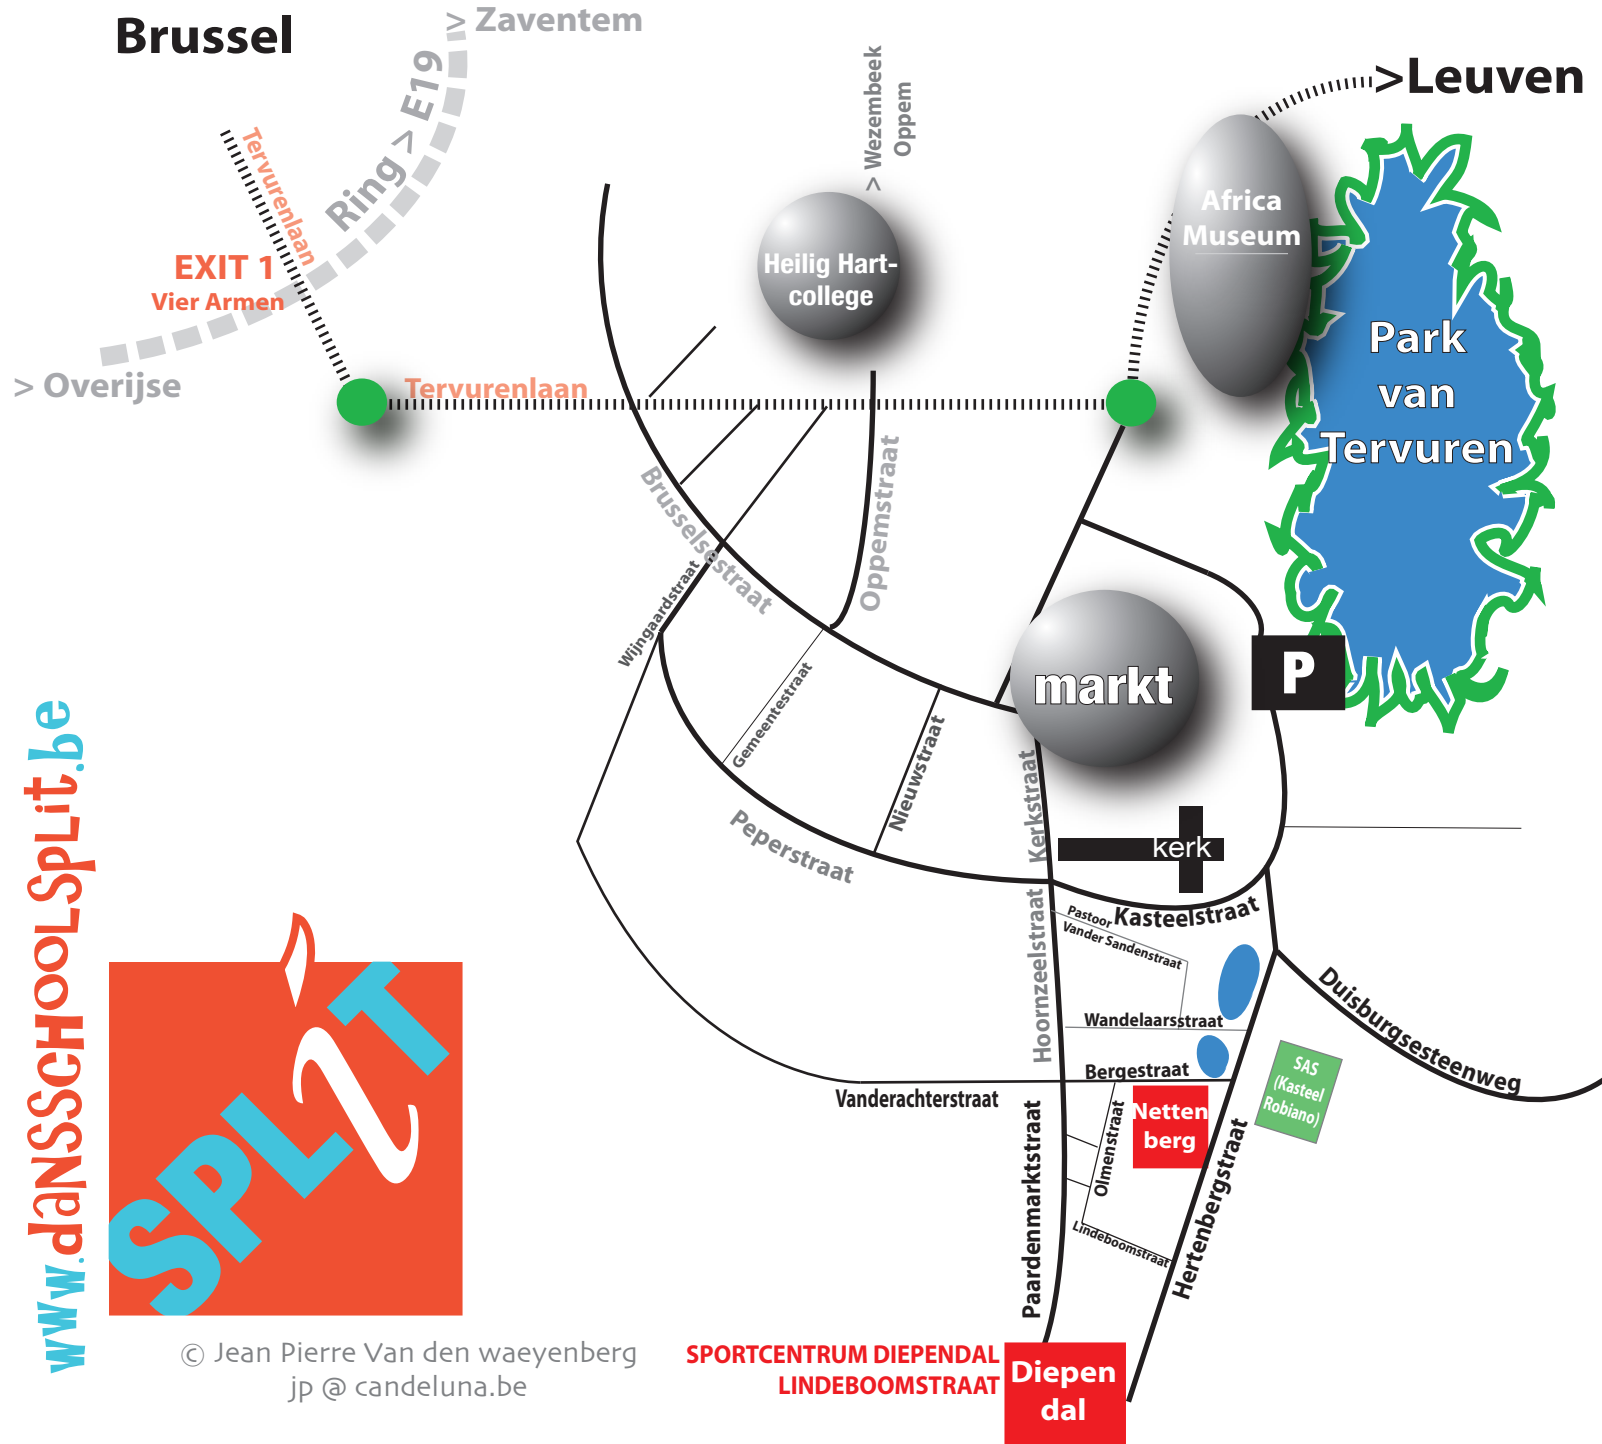 Brussel
> Zaventem
Ring > E19
Tervurenlaan
EXIT 1
Vier Armen
> Overijse
Tervurenlaan
> Wezembeek
Oppem
Heilig Hart-
college
>Leuven
Africa
Museum
Park
van
Tervuren
Brusselsestraat
Oppemstraat
Wijngaardstraat
Gemeentestraat
Nieuwstraat
Peperstraat
markt
P
Kerkstraat
kerk
Kasteelstraat
Hoornzeelstraat
Pastoor
Vander Sandenstraat
Wandelaarsstraat
Bergestraat
Vanderachterstraat
Duisburgsesteenweg
SAS
(Kasteel
Robiano)
Netten
berg
Olmenstraat
Paardenmarktstraat
Hertenbergstraat
Lindeboomstraat
SPORTCENTRUM DIEPENDAL
LINDEBOOMSTRAAT
Diepen
dal
www.daNSSCHOOLSPLit.be
SPLiT
© Jean Pierre Van den waeyenberg
jp @ candeluna.be